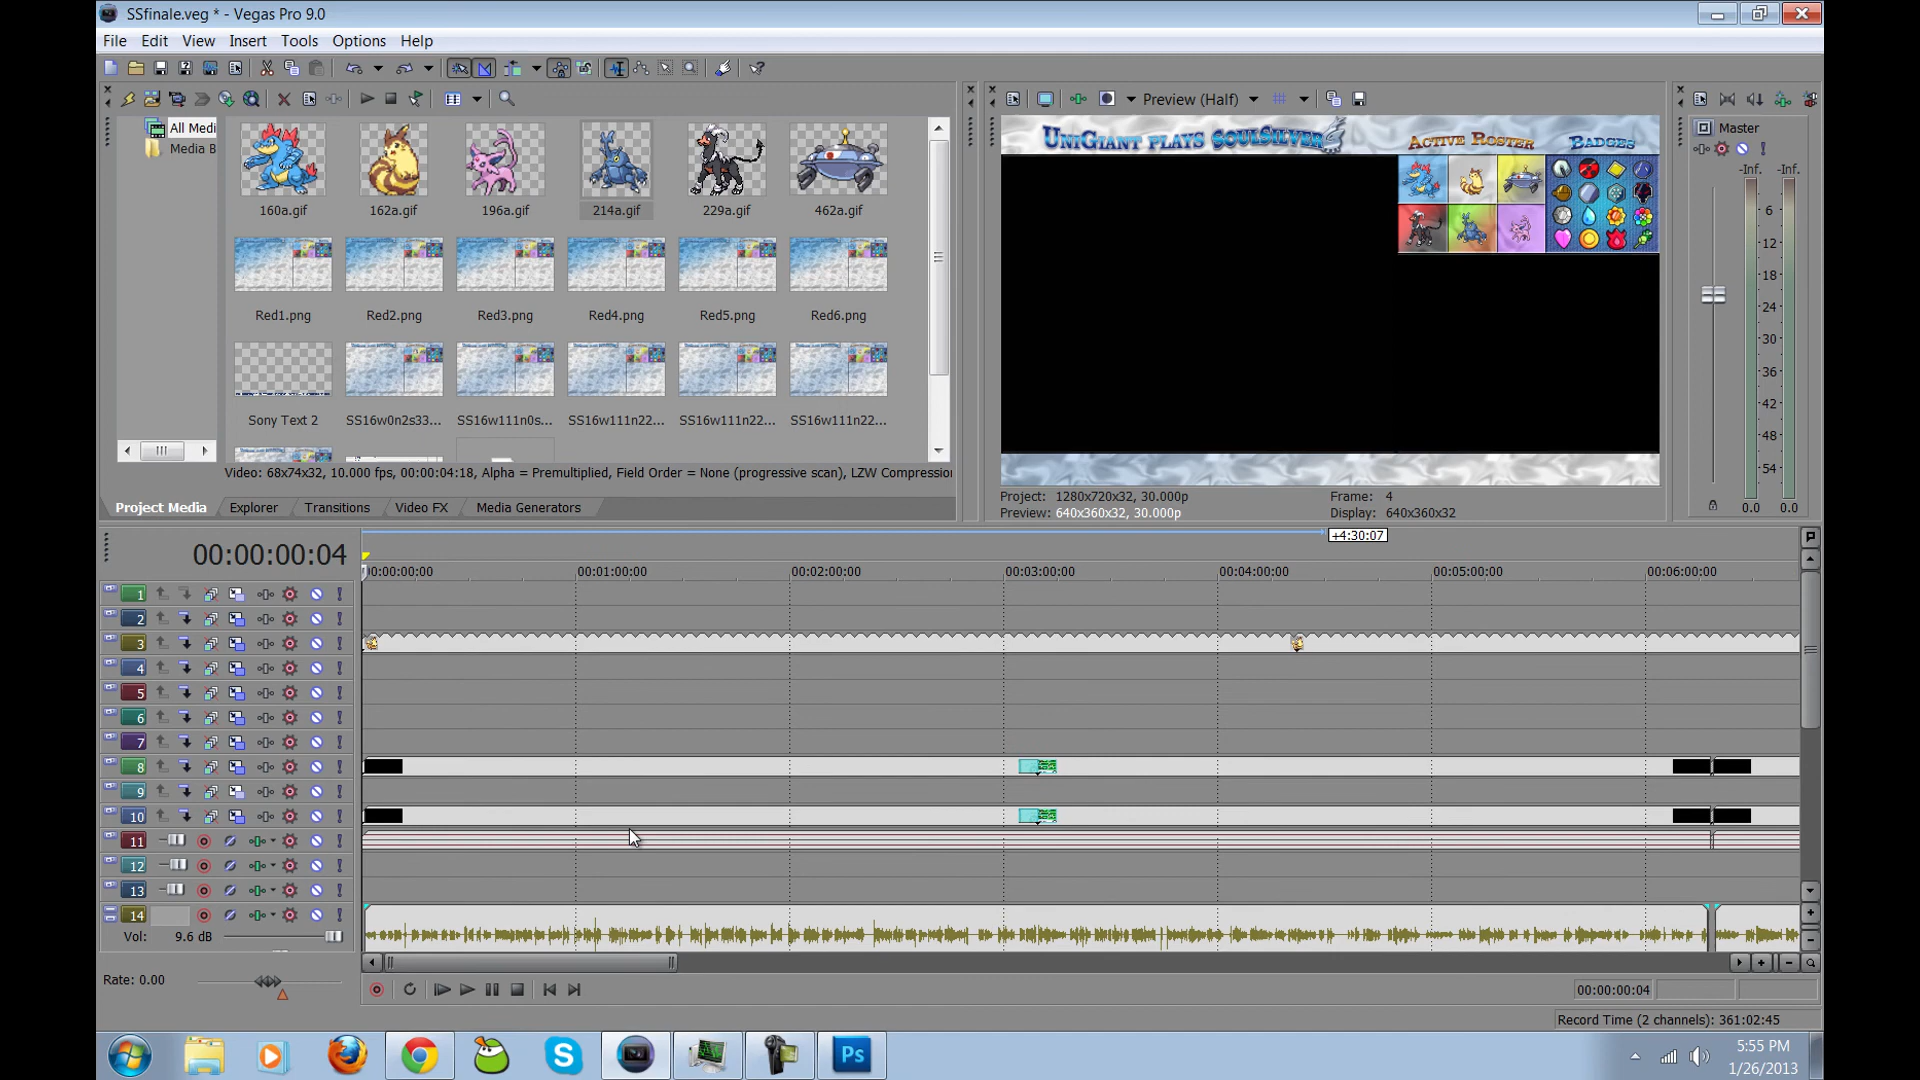 SSfinale.veg * - Vegas Pro 9.0
File Edit View Insert Tools Options Help
Preview (Half)
All Medi
Media B
160a.gif 162a.gif 196a.gif 214a.gif 229a.gif 462a.gif
Red1.png Red2.png Red3.png Red4.png Red5.png Red6.png
Sony Text 2 SS16w0n2s33... SS16w111n0s... SS16w111n22... SS16w111n22... SS16w111n22...
Video: 68x74x32, 10.000 fps, 00:00:04:18, Alpha = Premultiplied, Field Order = None (progressive scan), LZW Compression
Project Media Explorer Transitions Video FX Media Generators
UniGiant plays SoulSilver Active Roster Badges
Project: 1280x720x32, 30.000p Frame: 4
Preview: 640x360x32, 30.000p Display: 640x360x32
Master
-Inf. -Inf.
6
12
18
24
30
36
42
48
54
0.0 0.0
+4:30:07
00:00:00:04
00:00:00:00 00:01:00:00 00:02:00:00 00:03:00:00 00:04:00:00 00:05:00:00 00:06:00:00
1
2
3
4
5
6
7
8
9
10
11
12
13
14
Vol: 9.6 dB
Rate: 0.00
00:00:00:04
Record Time (2 channels): 361:02:45
Ps
5:55 PM
1/26/2013